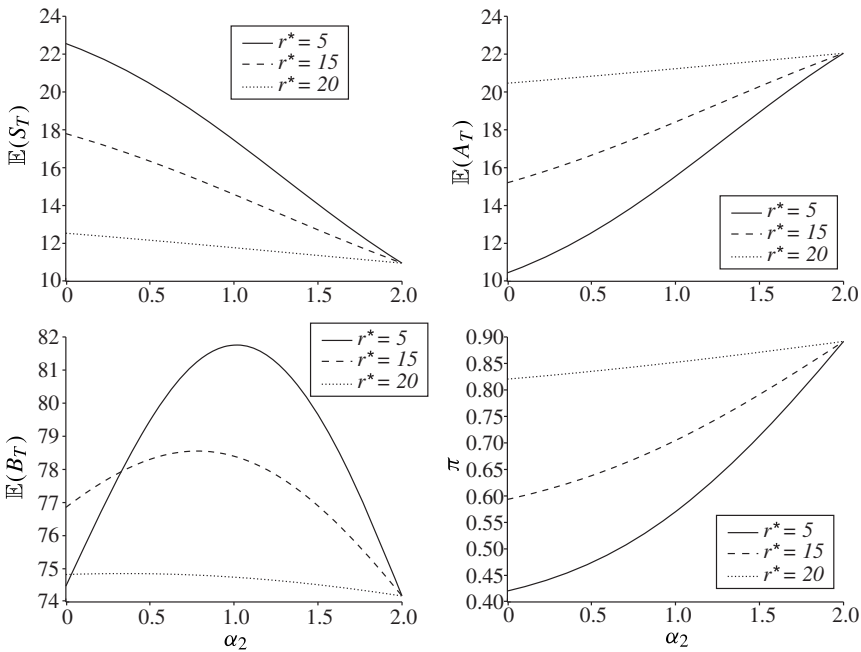 24
22
20
18
16
14
12
10
𝔼(S_T)
r* = 5
r* = 15
r* = 20
0 0.5 1.0 1.5 2.0
24
22
20
18
16
14
12
10
𝔼(A_T)
r* = 5
r* = 15
r* = 20
0 0.5 1.0 1.5 2.0
82
81
80
79
78
77
76
75
74
𝔼(B_T)
r* = 5
r* = 15
r* = 20
0 0.5 1.0 1.5 2.0
α₂
0.90
0.85
0.80
0.75
0.70
0.65
0.60
0.55
0.50
0.45
0.40
π
r* = 5
r* = 15
r* = 20
0 0.5 1.0 1.5 2.0
α₂